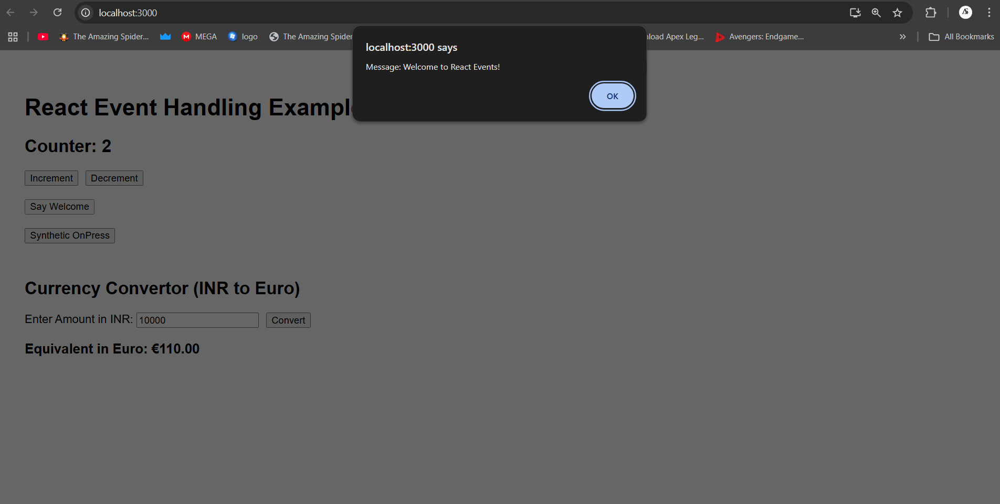 localhost:3000
The Amazing Spider...
MEGA
logo
The Amazing Spider
load Apex Leg...
Avengers: Endgame...
All Bookmarks
localhost:3000 says
Message: Welcome to React Events!
OK
React Event Handling Exampl
Counter: 2
Increment Decrement
Say Welcome
Synthetic OnPress
Currency Convertor (INR to Euro)
Enter Amount in INR: 10000 Convert
Equivalent in Euro: €110.00